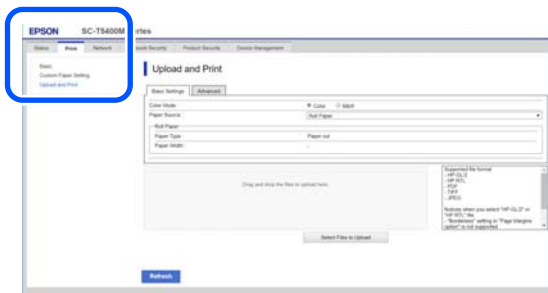 EPSON SC-T5400M Series
Status Print Network Network Security Product Security Device Management
Basic
Custom Paper Setting
Upload and Print
Upload and Print
Basic Settings Advanced
Color Mode : Color B&W
Paper Source : Roll Paper
Roll Paper
Paper Type : Paper out
Paper Width : -
Drag and drop the files to upload here.
Supported file format
- HP-GL/2
- HP-RTL
- PDF
- TIFF
- JPEG
Notices when you select "HP-GL/2" or
"HP RTL" file
- "Borderless" setting in "Page Margins
option" is not supported
Select Files to Upload
Refresh